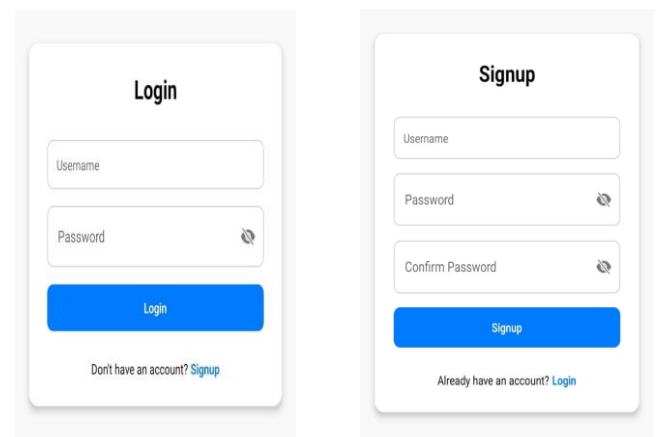 Login
Username
Password
Login
Don't have an account? Signup
Signup
Username
Password
Confirm Password
Signup
Already have an account? Login